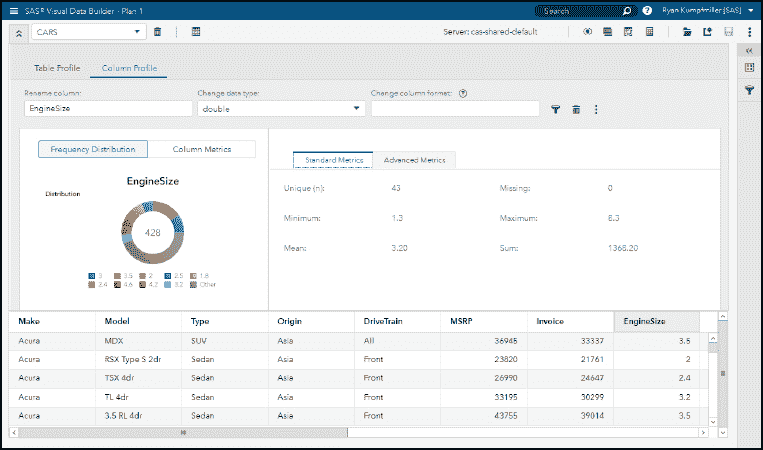 SAS® Visual Data Builder - Plan 1
Search
Ryan Kumpfmiller [SAS]
CARS
Server: cas-shared-default
Table Profile
Column Profile
Rename column:
Change data type:
Change column format:
EngineSize
double
Frequency Distribution
Column Metrics
Standard Metrics
Advanced Metrics
EngineSize
Distribution
428
3 3.5 2 2.5 1.8
2.4 4.6 4.2 3.2 Other
Unique (n): 43 Missing: 0
Minimum: 1.3 Maximum: 8.3
Mean: 3.20 Sum: 1368.20
Make Model Type Origin DriveTrain MSRP Invoice EngineSize
Acura MDX SUV Asia All 36945 33337 3.5
Acura RSX Type S 2dr Sedan Asia Front 23820 21761 2
Acura TSX 4dr Sedan Asia Front 26990 24647 2.4
Acura TL 4dr Sedan Asia Front 33195 30299 3.2
Acura 3.5 RL 4dr Sedan Asia Front 43755 39014 3.5